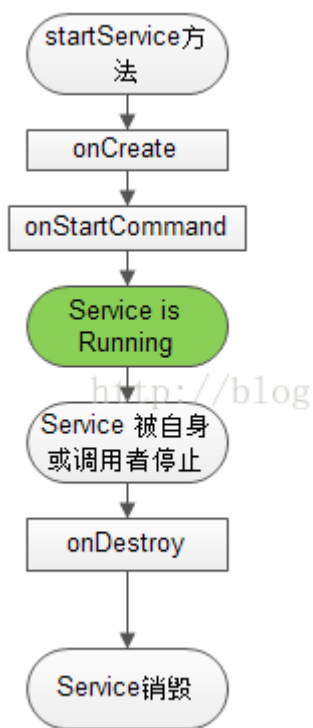 startService方
法
onCreate
onStartCommand
Service is
Running
http://blog
Service 被自身
或调用者停止
onDestroy
Service销毁